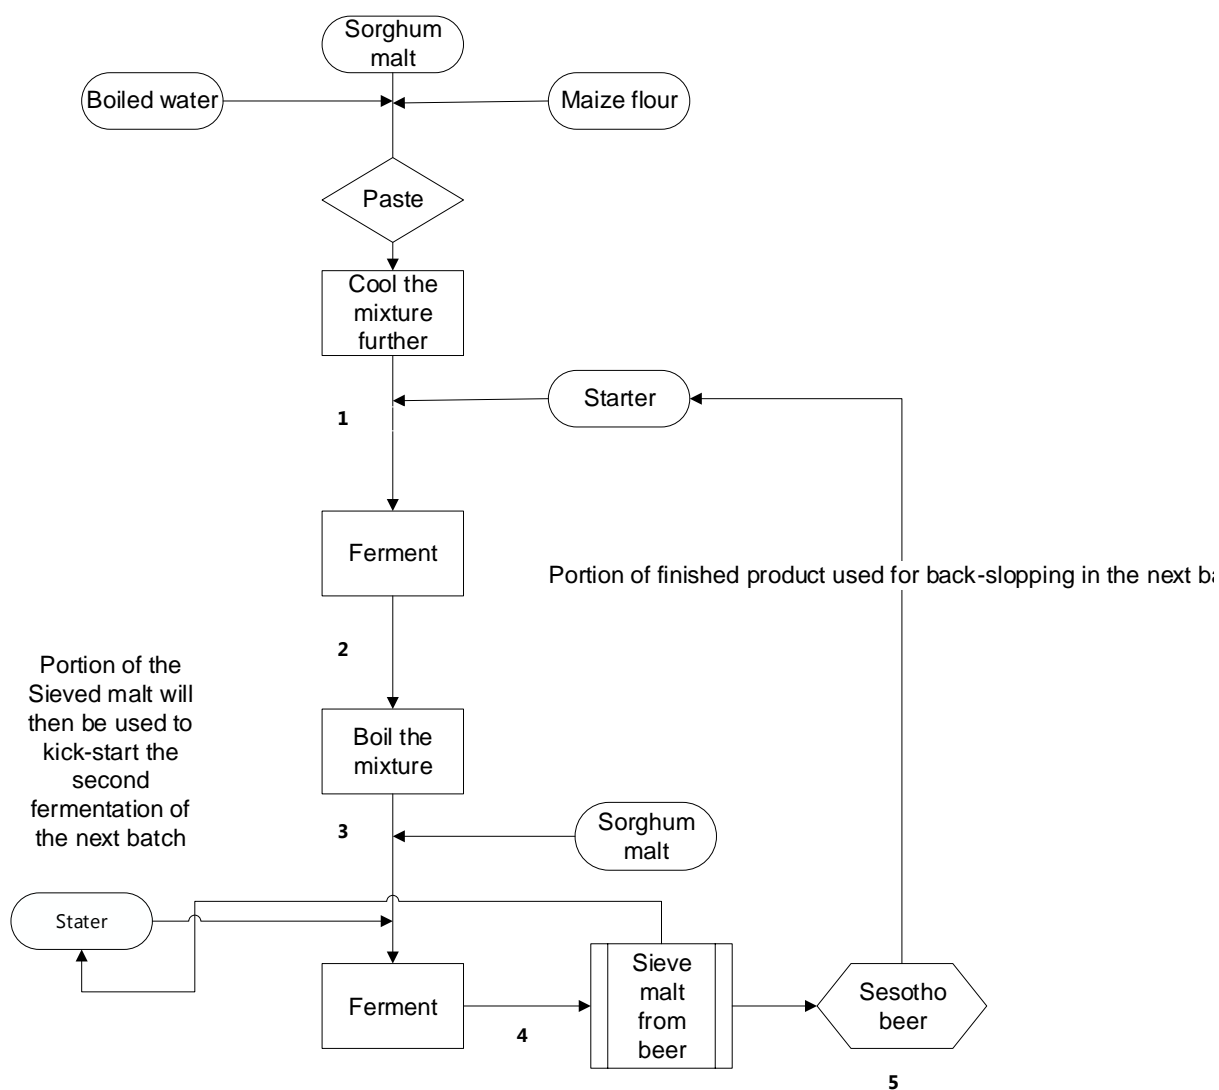 Sorghum
malt
Boiled water
Maize flour
Paste
Cool the
mixture
further
Starter
1
Ferment
Portion of finished product used for back-slopping in the next
2
Portion of the
Sieved malt will
then be used to
kick-start the
second
fermentation of
the next batch
Boil the
mixture
3
Sorghum
malt
Stater
Ferment
4
Sieve
malt
from
beer
Sesotho
beer
5